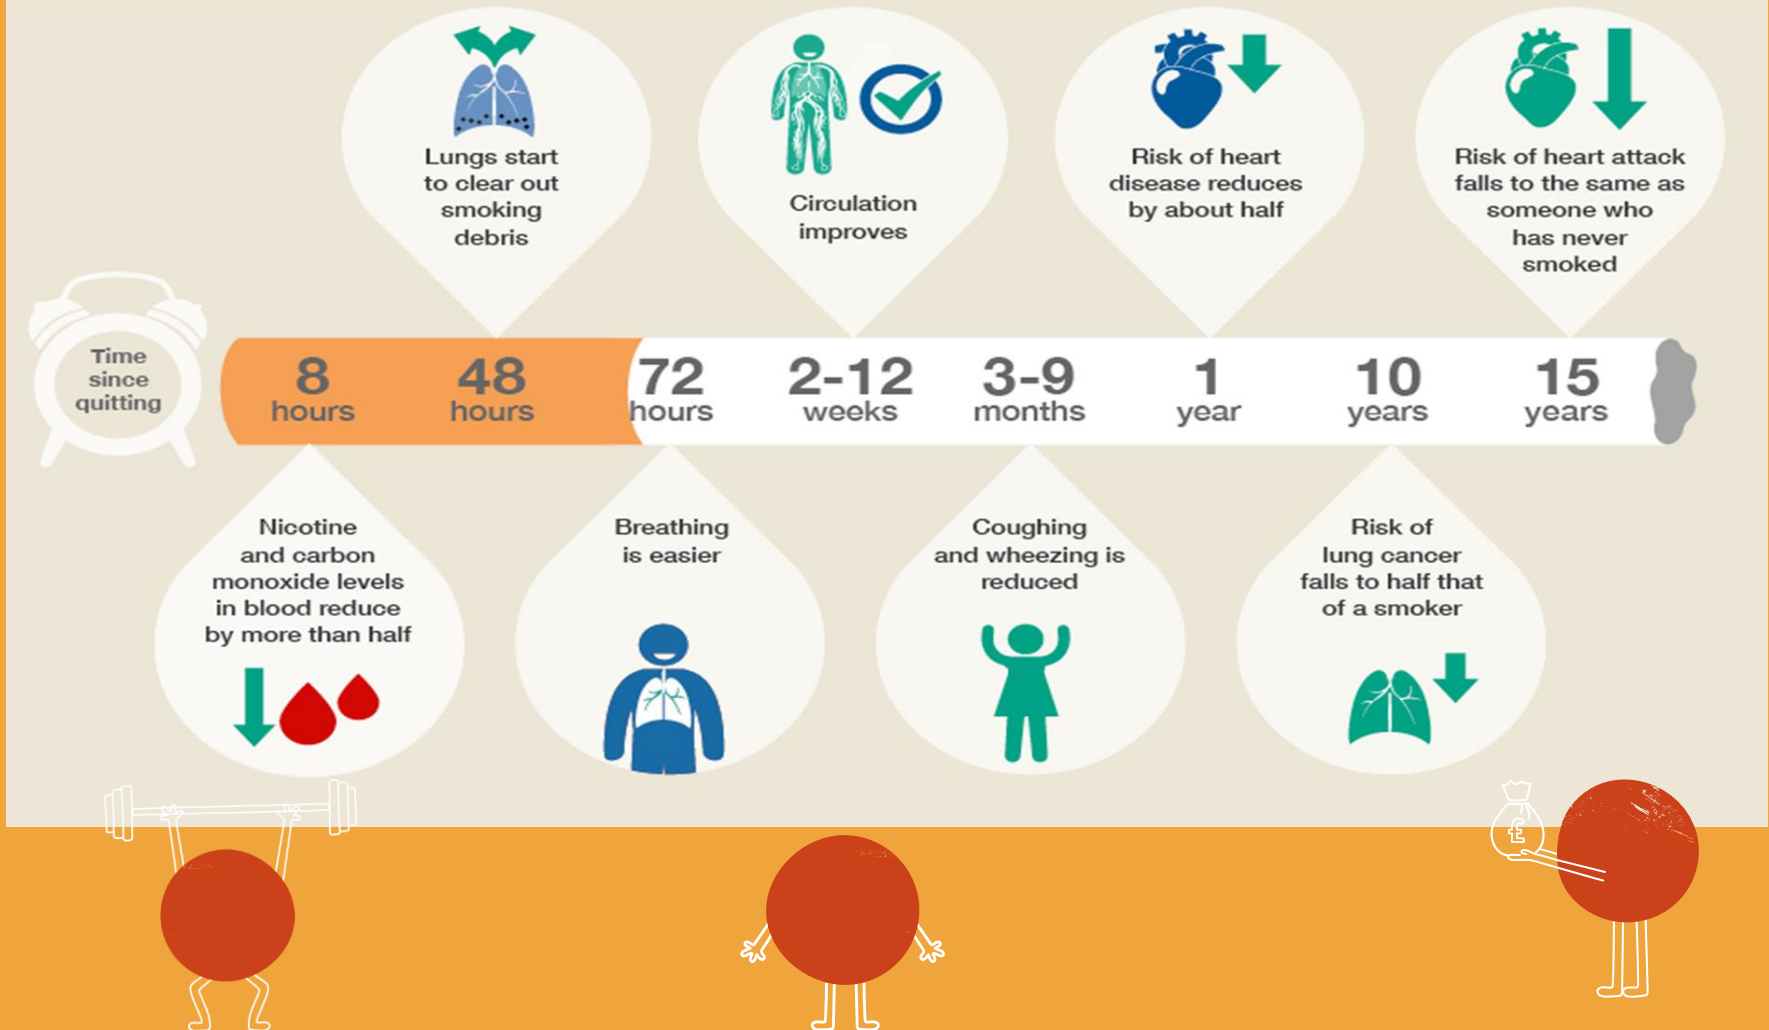 Lungs start
to clear out
smoking
debris
Circulation
improves
Risk of heart
disease reduces
by about half
Risk of heart attack
falls to the same as
someone who
has never
smoked
Time
since
quitting
8
hours
48
hours
72
hours
2-12
weeks
3-9
months
1
year
10
years
15
years
Nicotine
and carbon
monoxide levels
in blood reduce
by more than half
Breathing
is easier
Coughing
and wheezing is
reduced
Risk of
lung cancer
falls to half that
of a smoker
£